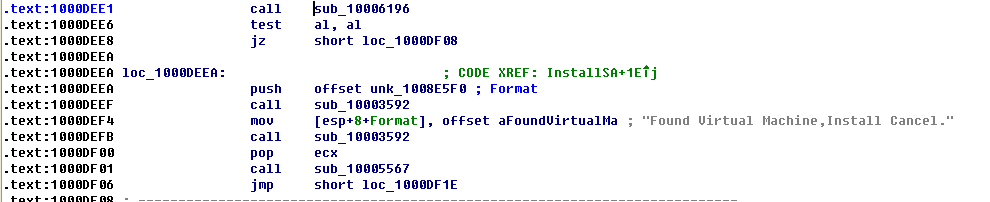 .text:1000DEE1 call sub_10006196
.text:1000DEE6 test al, al
.text:1000DEE8 jz short loc_1000DF08
.text:1000DEEA
.text:1000DEEA loc_1000DEEA: ; CODE XREF: InstallSA+1E↑j
.text:1000DEEA push offset unk_1008E5F0 ; Format
.text:1000DEEF call sub_10003592
.text:1000DEF4 mov [esp+8+Format], offset aFoundVirtualMa ; "Found Virtual Machine,Install Cancel."
.text:1000DEFB call sub_10003592
.text:1000DF00 pop ecx
.text:1000DF01 call sub_10005567
.text:1000DF06 jmp short loc_1000DF1E
.text:1000DF08 ; ---------------------------------------------------------------------------